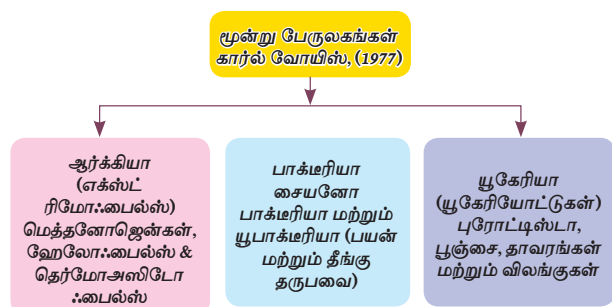 மூன்று பேருலகங்கள்
கார்ல் வோயிஸ், (1977)
ஆர்க்கியா
(எக்ஸ்ட்
ரிமோஃபைல்ஸ்)
மெத்தனோஜென்கள்,
ஹேலோஃபைல்ஸ் &
தெர்மோஅஸிடோ
ஃபைல்ஸ்
பாக்டீரியா
சையனோ
பாக்டீரியா மற்றும்
யூபாக்டீரியா (பயன்
மற்றும் தீங்கு
தருபவை)
யூகேரியா
(யூகேரியோட்டுகள்)
புரோட்டிஸ்டா,
பூஞ்சை, தாவரங்கள்
மற்றும் விலங்குகள்